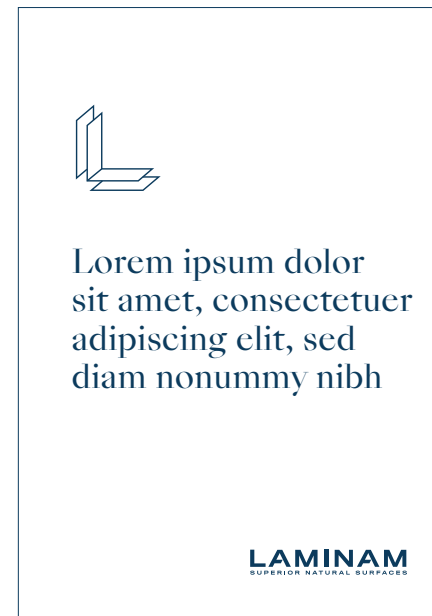 Lorem ipsum dolor
sit amet, consectetuer
adipiscing elit, sed
diam nonummy nibh
LAMINAM
SUPERIOR NATURAL SURFACES